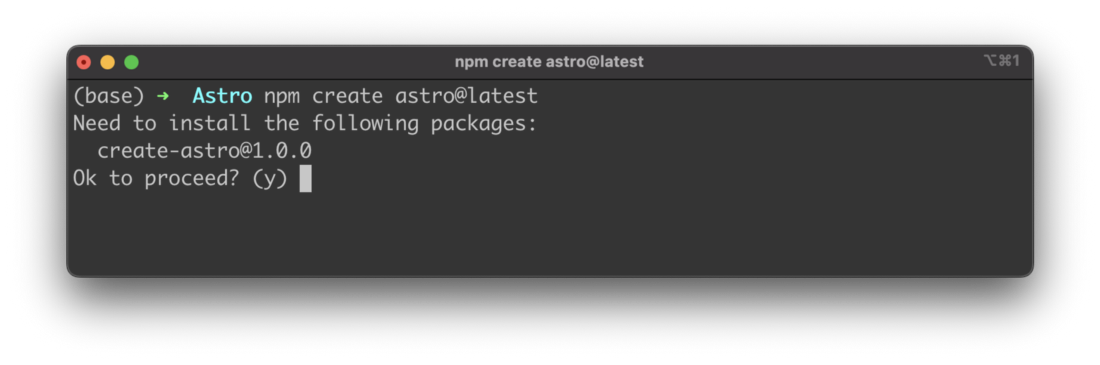 npm create astro@latest
⌥⌘1
(base) ➜  Astro npm create astro@latest
Need to install the following packages:
  create-astro@1.0.0
Ok to proceed? (y)